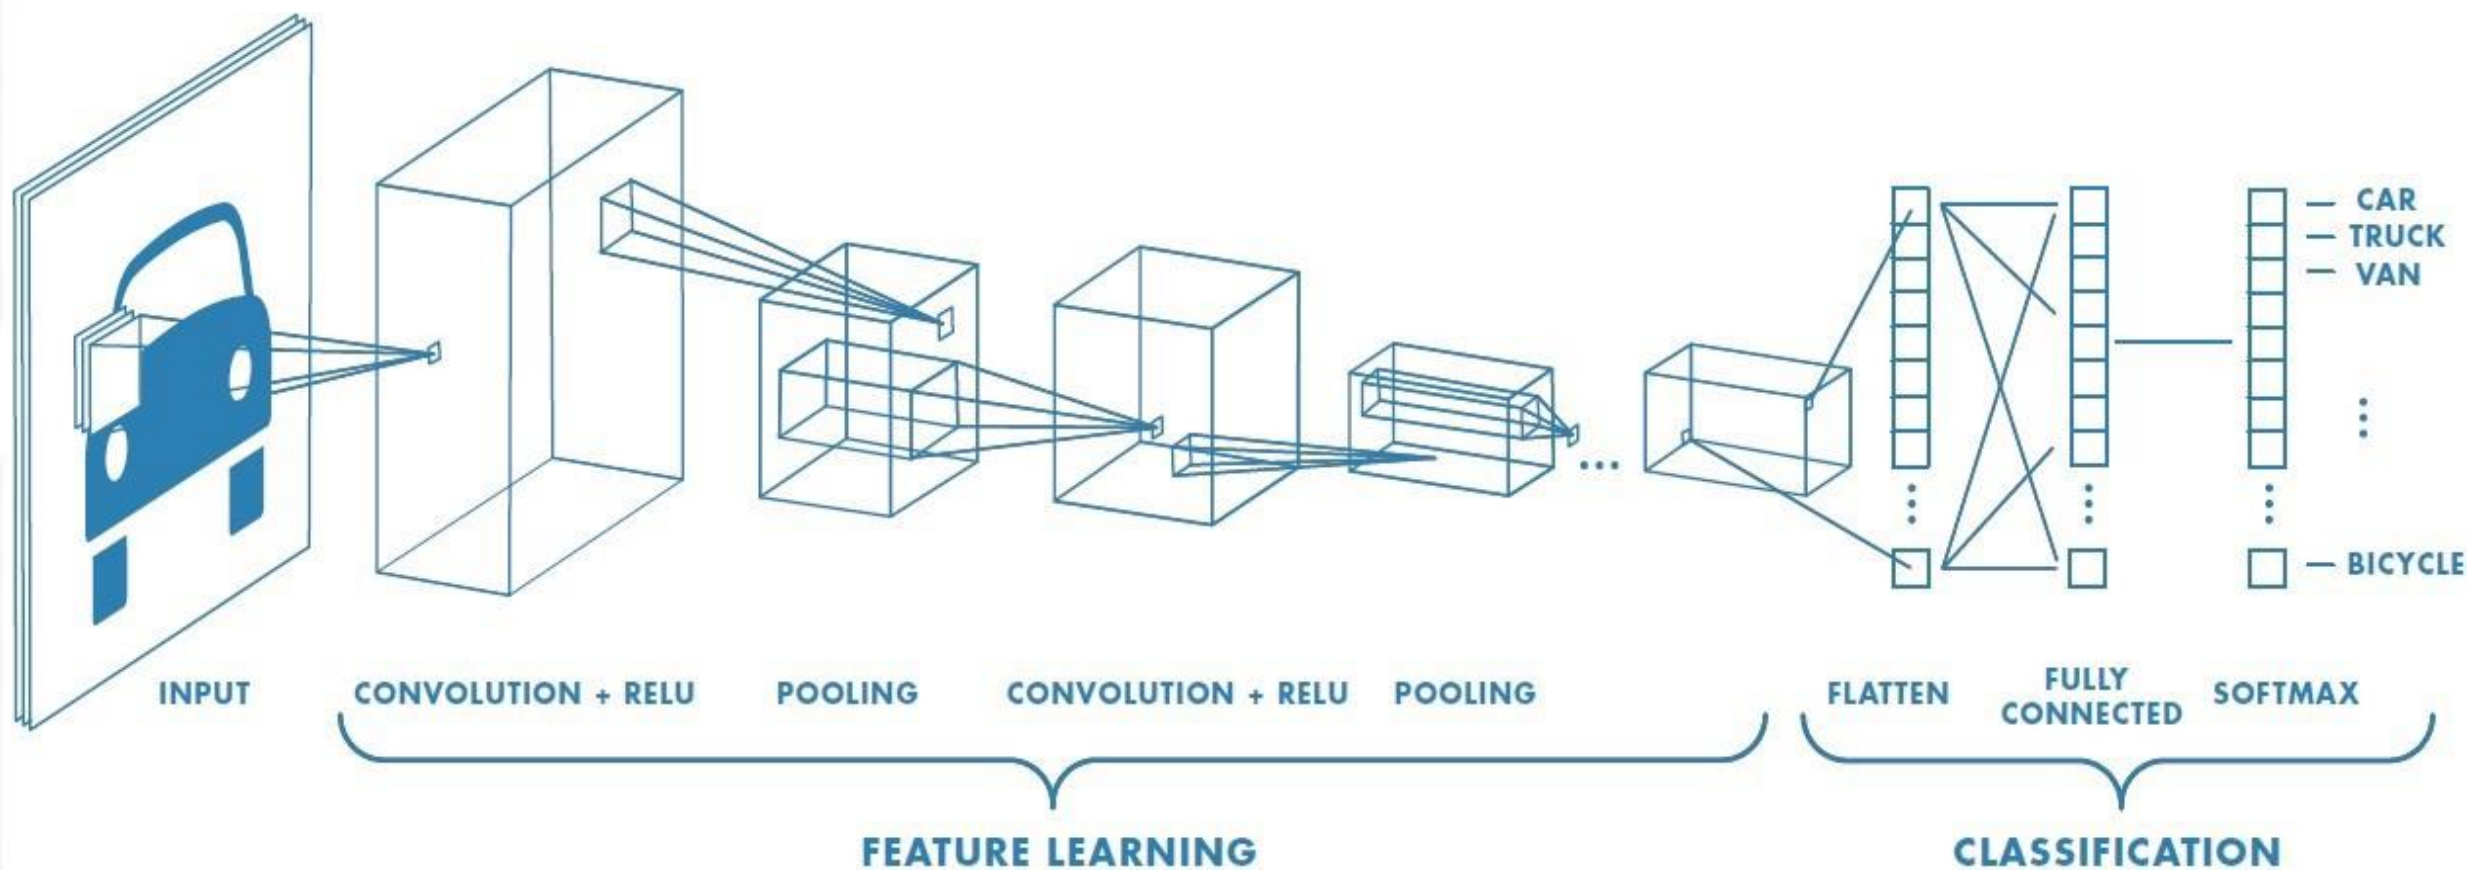 CAR
TRUCK
VAN
BICYCLE
INPUT
CONVOLUTION + RELU
POOLING
CONVOLUTION + RELU
POOLING
FLATTEN
FULLY
CONNECTED
SOFTMAX
FEATURE LEARNING
CLASSIFICATION